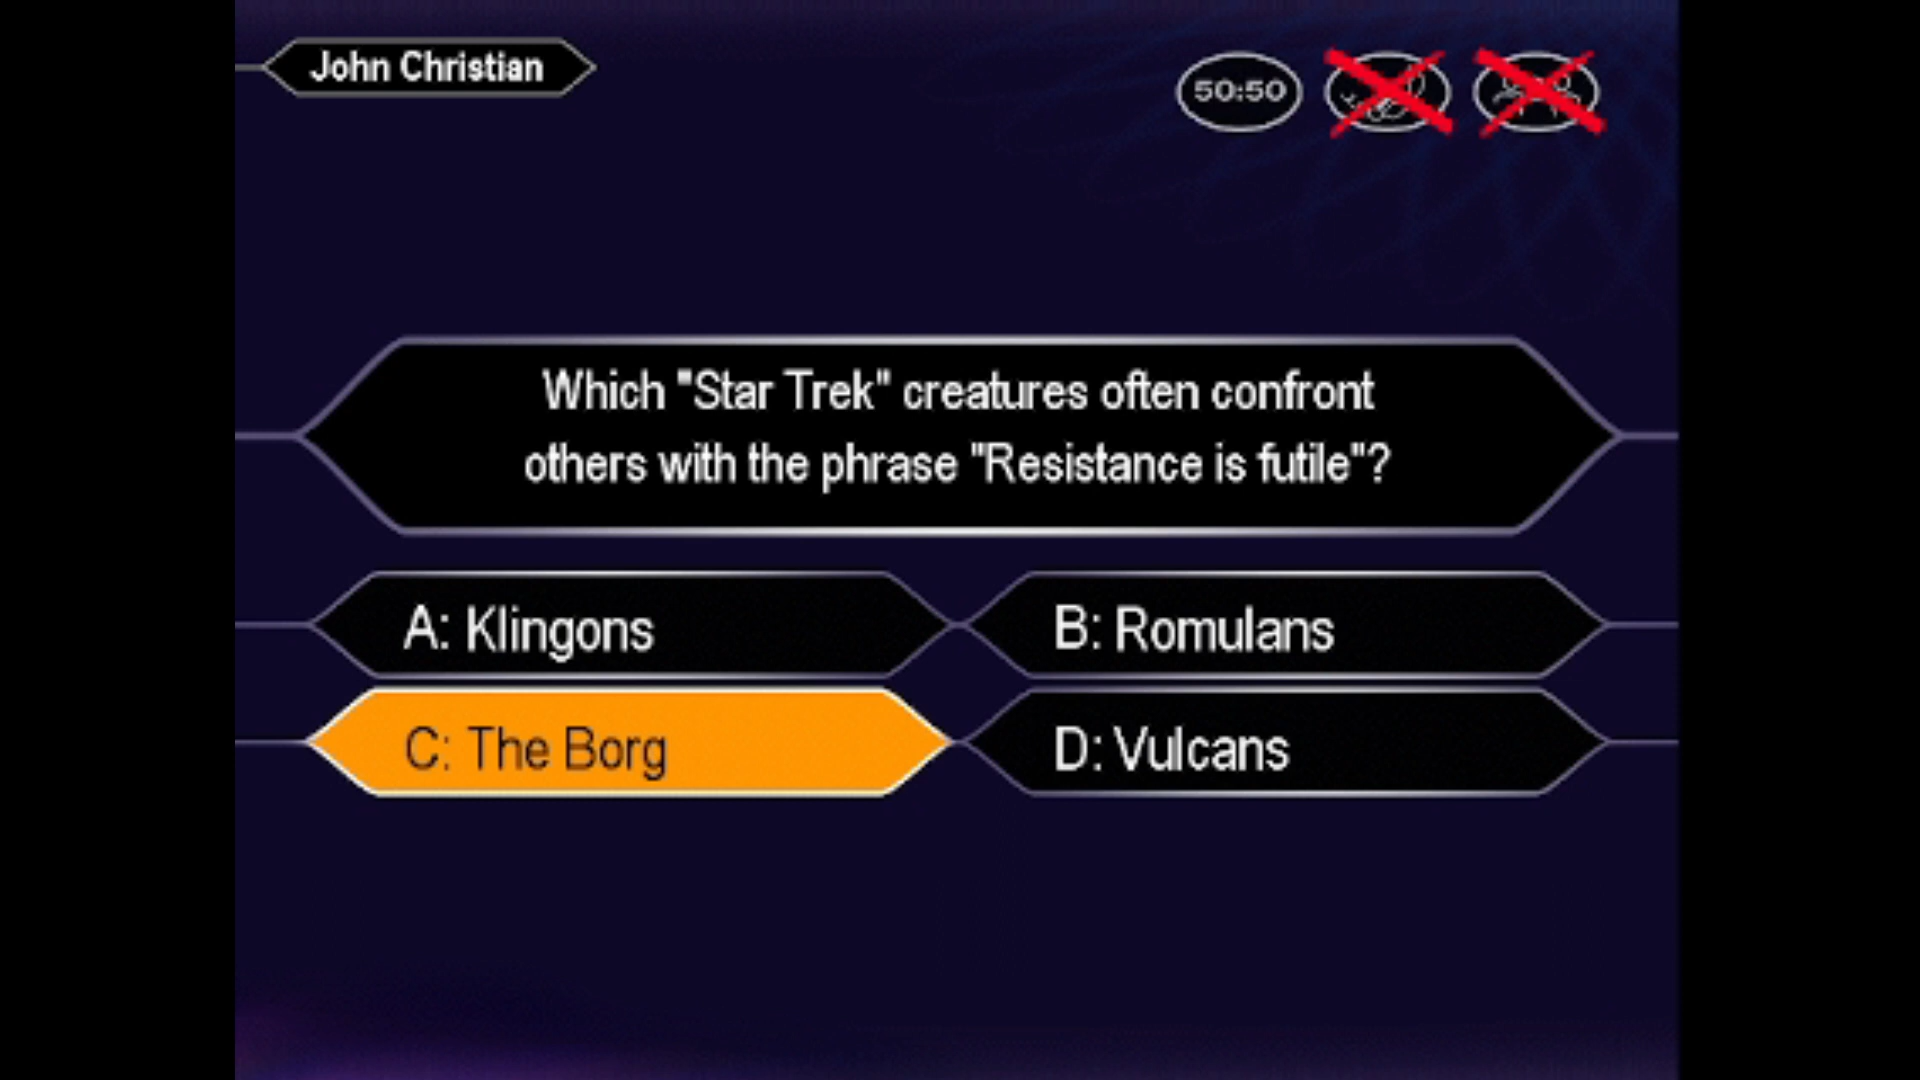 John Christian
50:50
Which "Star Trek" creatures often confront
others with the phrase "Resistance is futile"?
A: Klingons
B: Romulans
C: The Borg
D: Vulcans